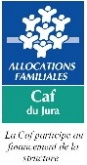 ALLOCATIONS
FAMILIALES
Caf
du Jura
La Caf participe au
financement de la
structure